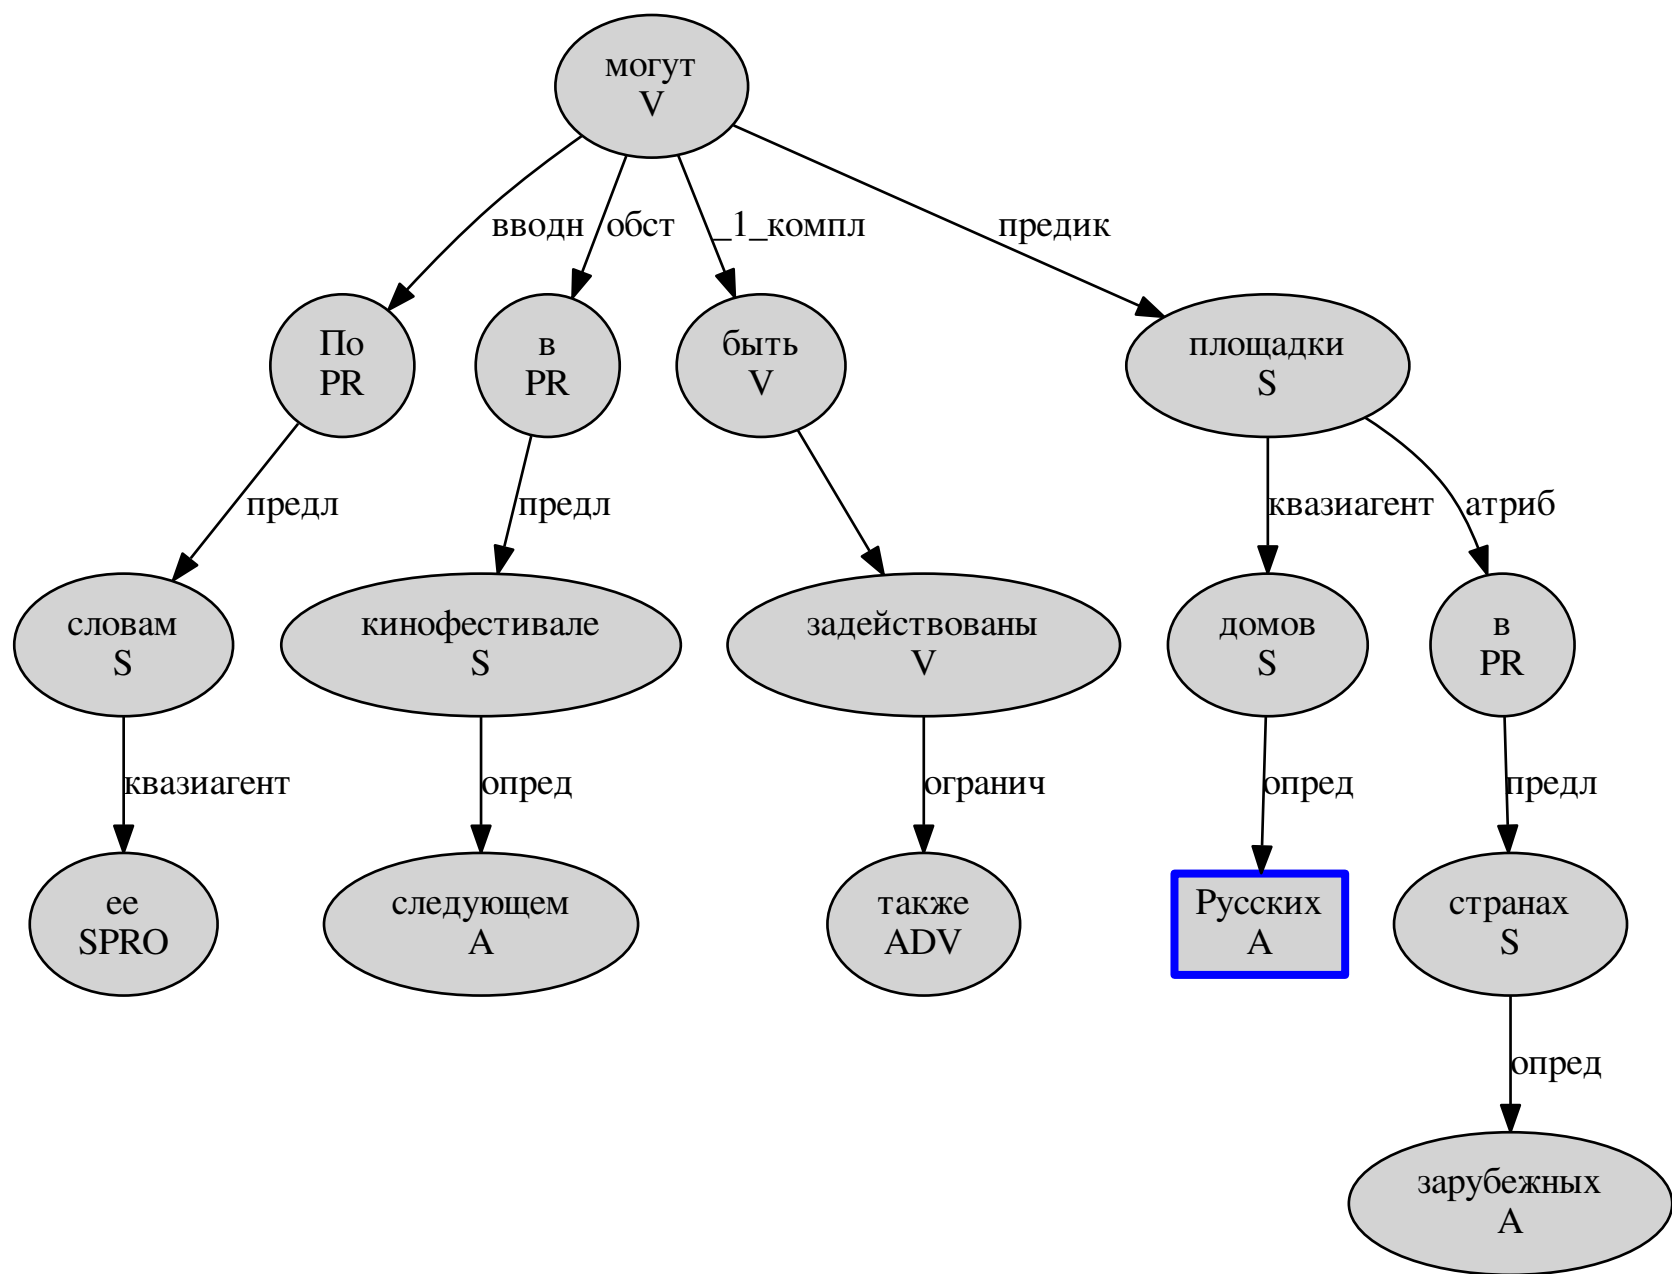 могут
V
вводн
обст
_1_компл
предик
По
PR
в
PR
быть
V
площадки
S
предл
предл
квазиагент
атриб
словам
S
кинофестивале
S
задействованы
V
домов
S
в
PR
квазиагент
опред
огранич
опред
предл
ее
SPRO
следующем
A
также
ADV
Русских
A
странах
S
опред
зарубежных
A